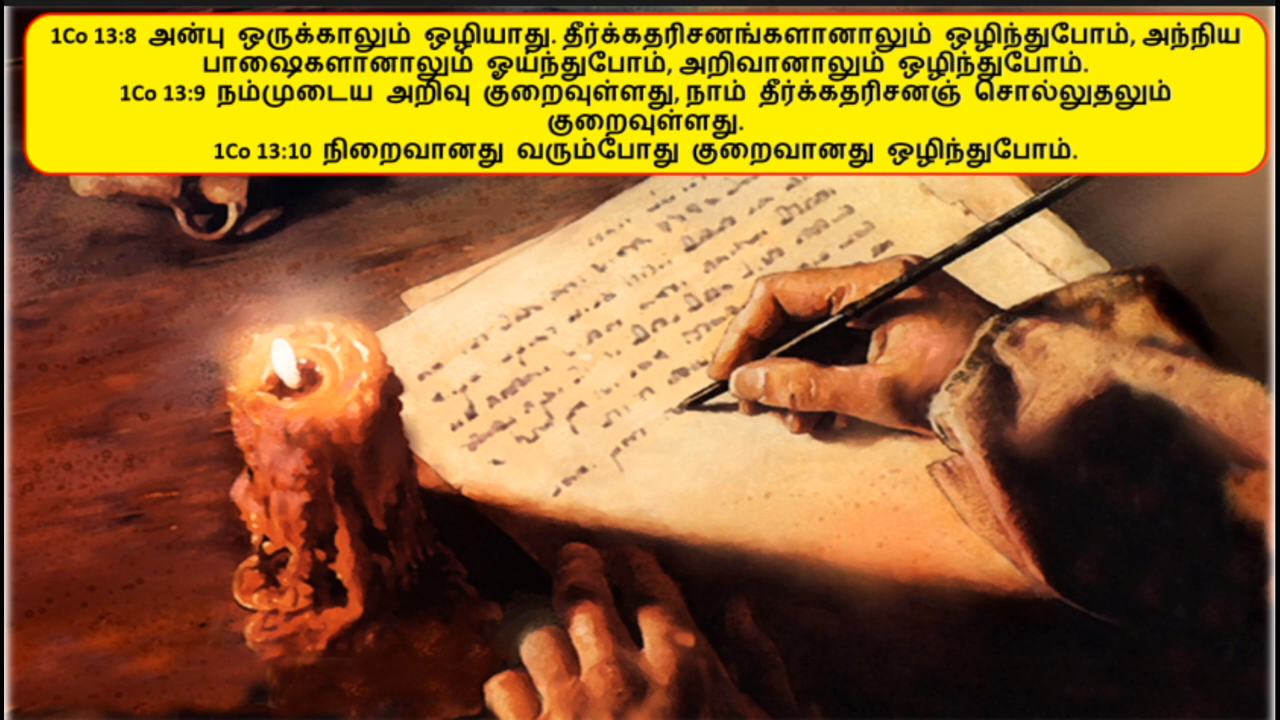 1Co 13:8 அன்பு ஒருக்காலும் ஒழியாது. தீர்க்கதரிசனங்களானாலும் ஒழிந்துபோம், அந்நிய
பாஷைகளானாலும் ஓய்ந்துபோம், அறிவானாலும் ஒழிந்துபோம்.
1Co 13:9 நம்முடைய அறிவு குறைவுள்ளது, நாம் தீர்க்கதரிசனஞ் சொல்லுதலும்
குறைவுள்ளது.
1Co 13:10 நிறைவானது வரும்போது குறைவானது ஒழிந்துபோம்.